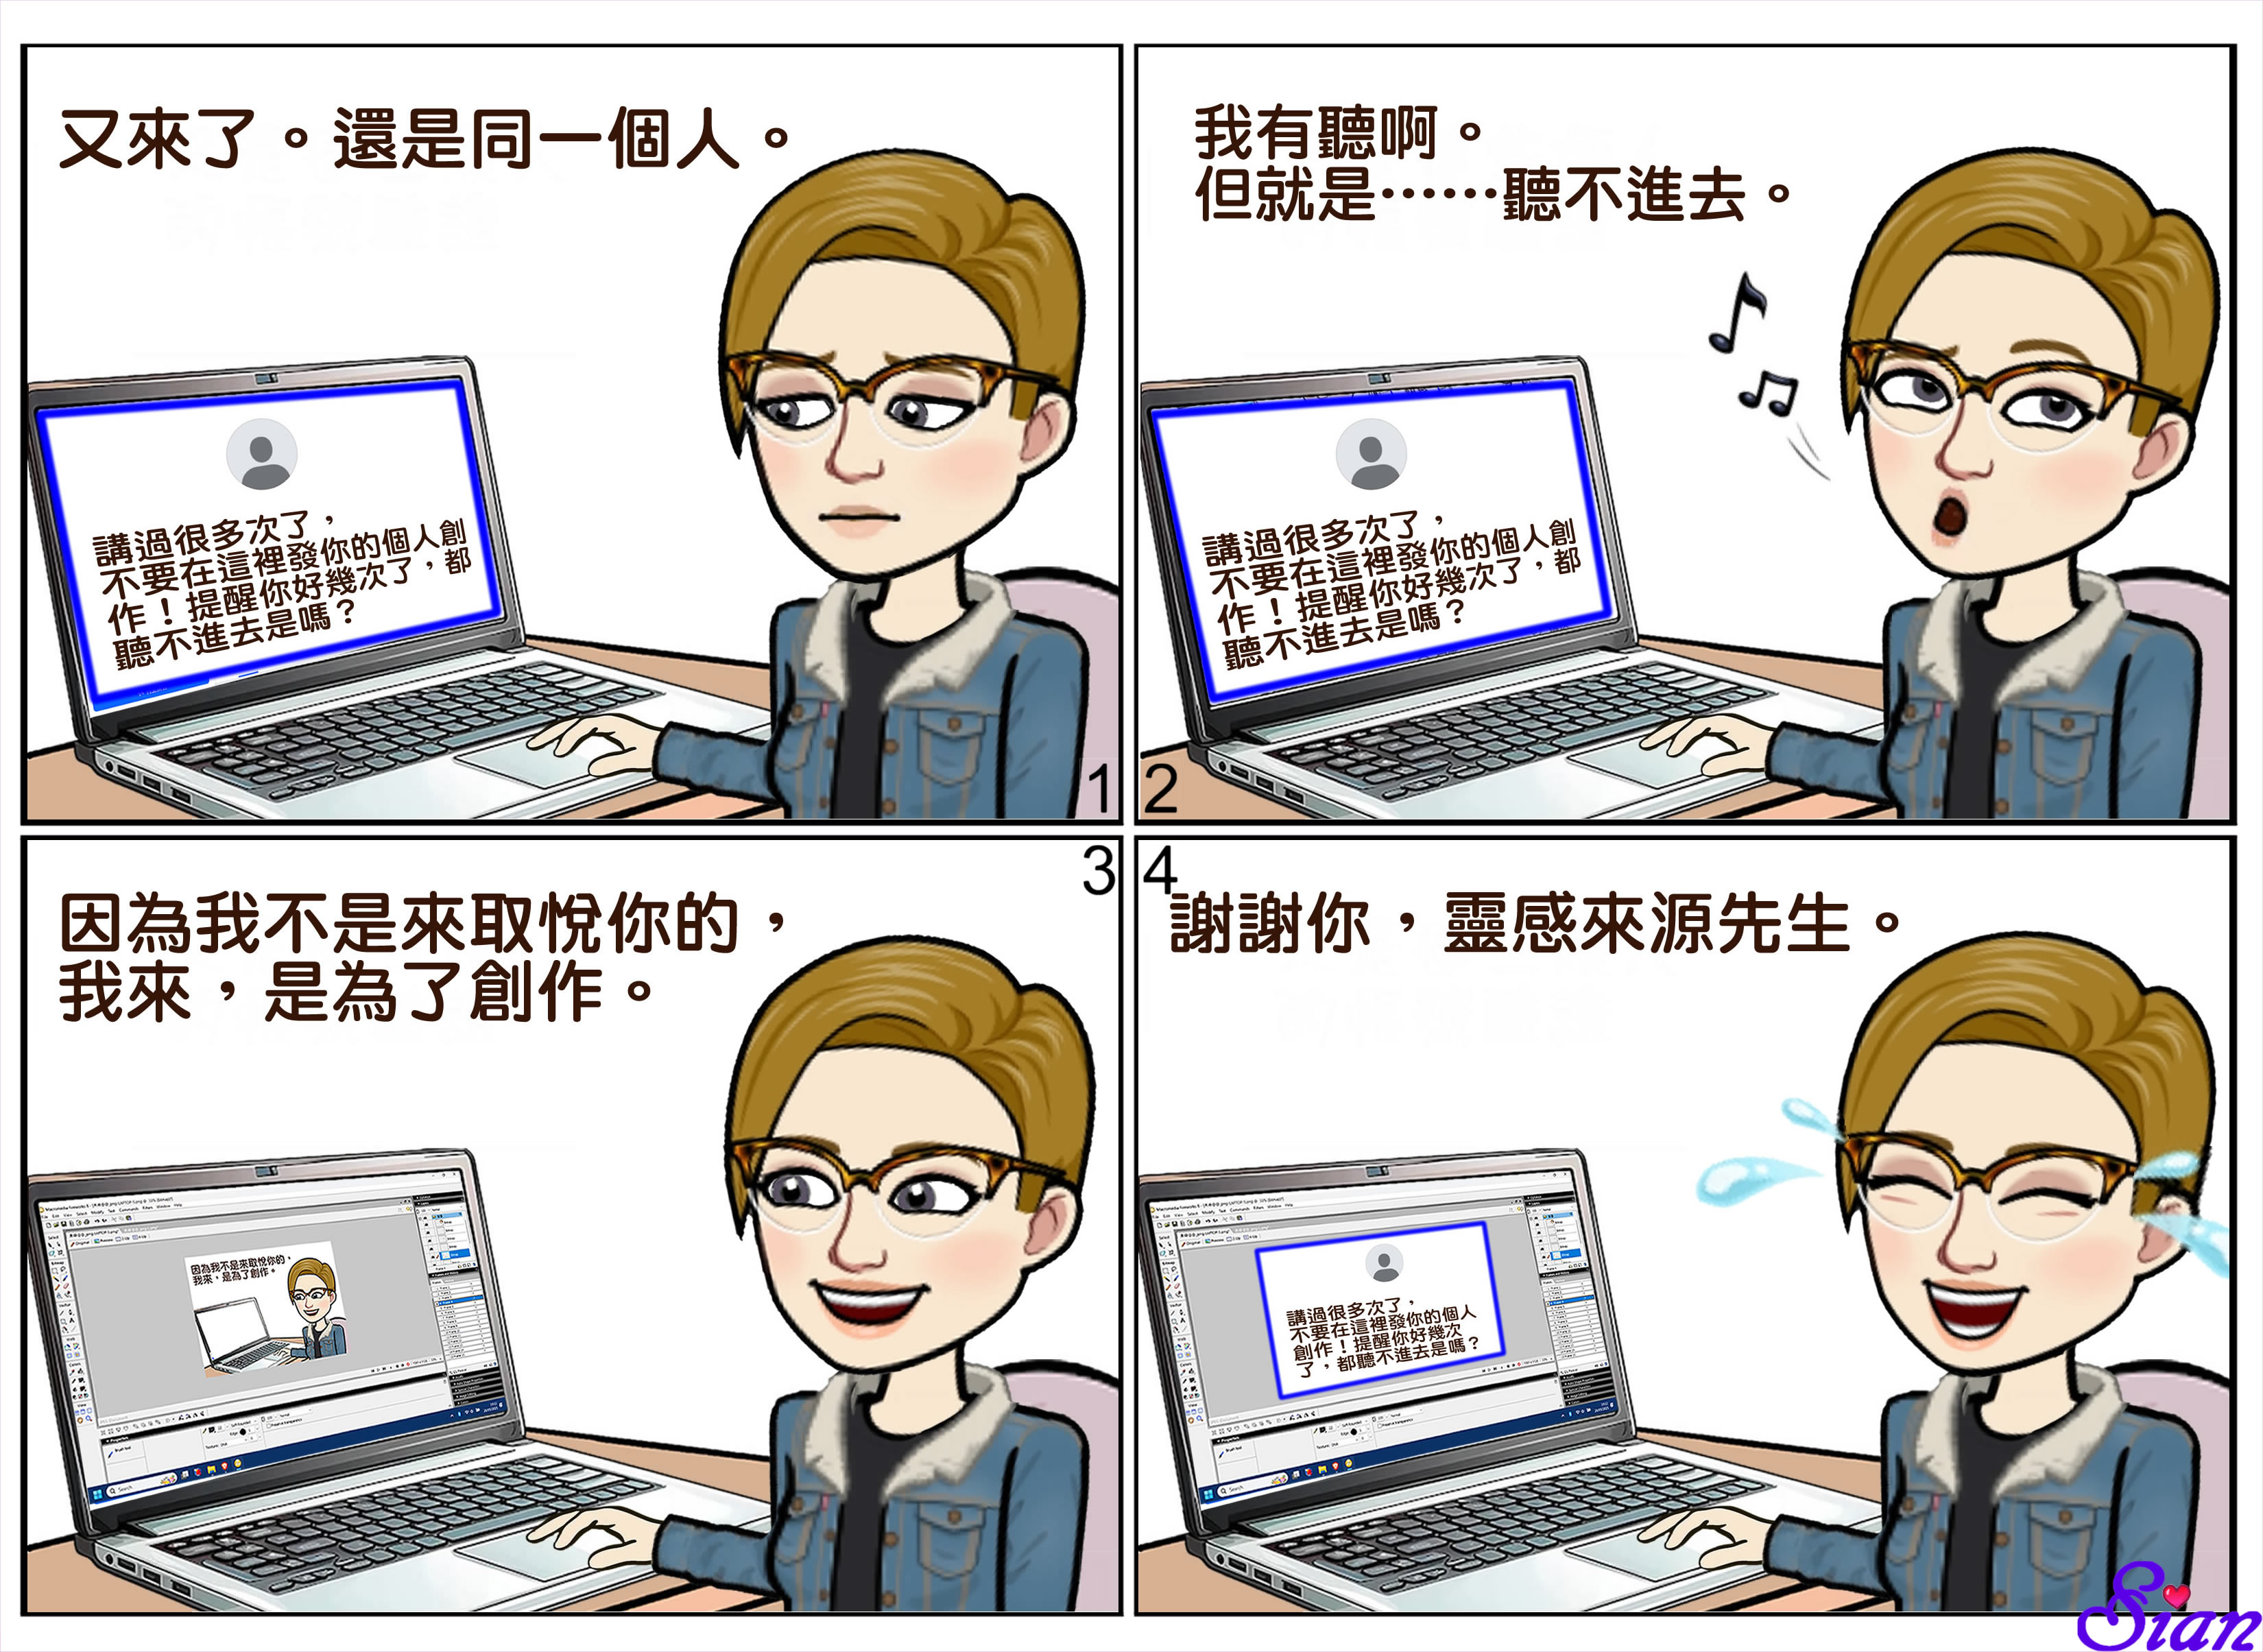 又來了。還是同一個人。
講過很多次了，
不要在這裡發你的個人創
作！提醒你好幾次了，都
聽不進去是嗎？
1
我有聽啊。
但就是……聽不進去。
講過很多次了，
不要在這裡發你的個人創
作！提醒你好幾次了，都
聽不進去是嗎？
2
3
因為我不是來取悅你的，
我來，是為了創作。
因為我不是來取悅你的，
我來，是為了創作。
Search
4
謝謝你，靈感來源先生。
講過很多次了，
不要在這裡發你的個人
創作！提醒你好幾次
了，都聽不進去是嗎？
Search
Sian